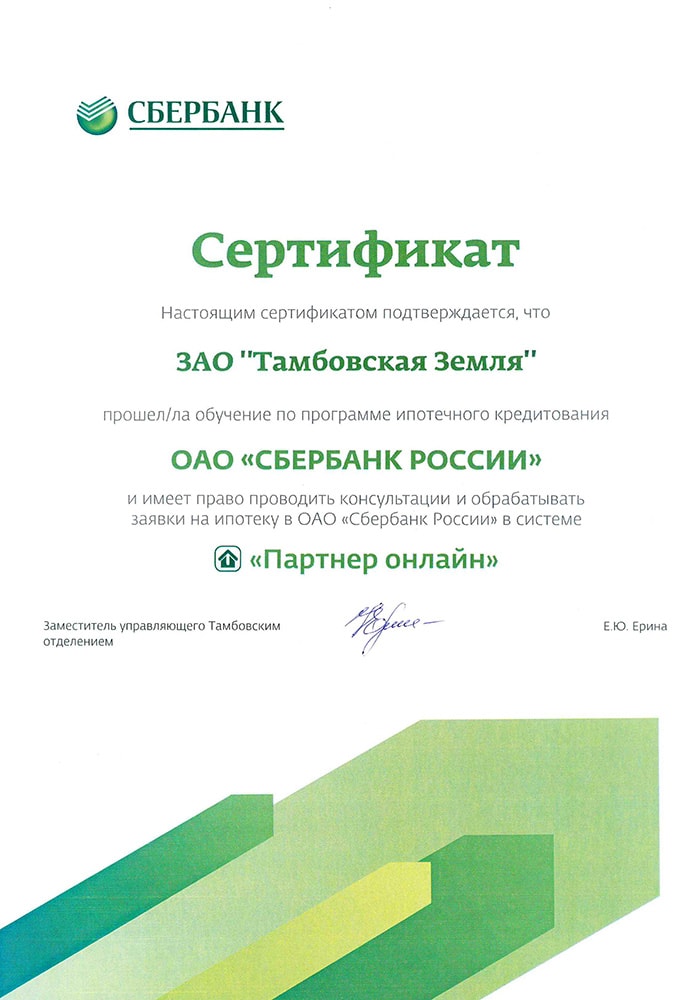 СБЕРБАНК
Сертификат
Настоящим сертификатом подтверждается, что
ЗАО "Тамбовская Земля"
прошел/ла обучение по программе ипотечного кредитования
ОАО «СБЕРБАНК РОССИИ»
и имеет право проводить консультации и обрабатывать
заявки на ипотеку в ОАО «Сбербанк России» в системе
«Партнер онлайн»
Заместитель управляющего Тамбовским
отделением
Е.Ю. Ерина